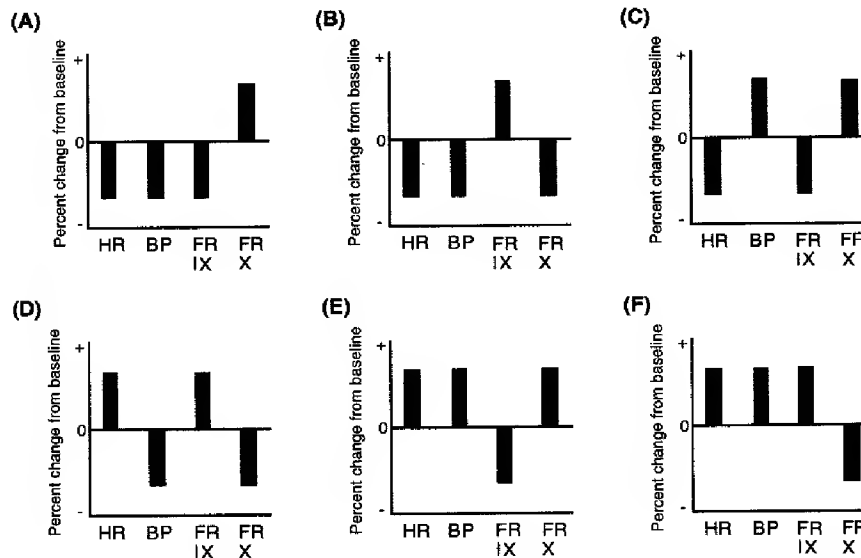 (A)
Percent change from baseline
+
0
-
HR BP FR FR
IX X
(B)
Percent change from baseline
+
0
-
HR BP FR FR
IX X
(C)
Percent change from baseline
+
0
-
HR BP FR FR
IX X
(D)
Percent change from baseline
+
0
-
HR BP FR FR
IX X
(E)
Percent change from baseline
+
0
-
HR BP FR FR
IX X
(F)
Percent change from baseline
+
0
-
HR BP FR FR
IX X